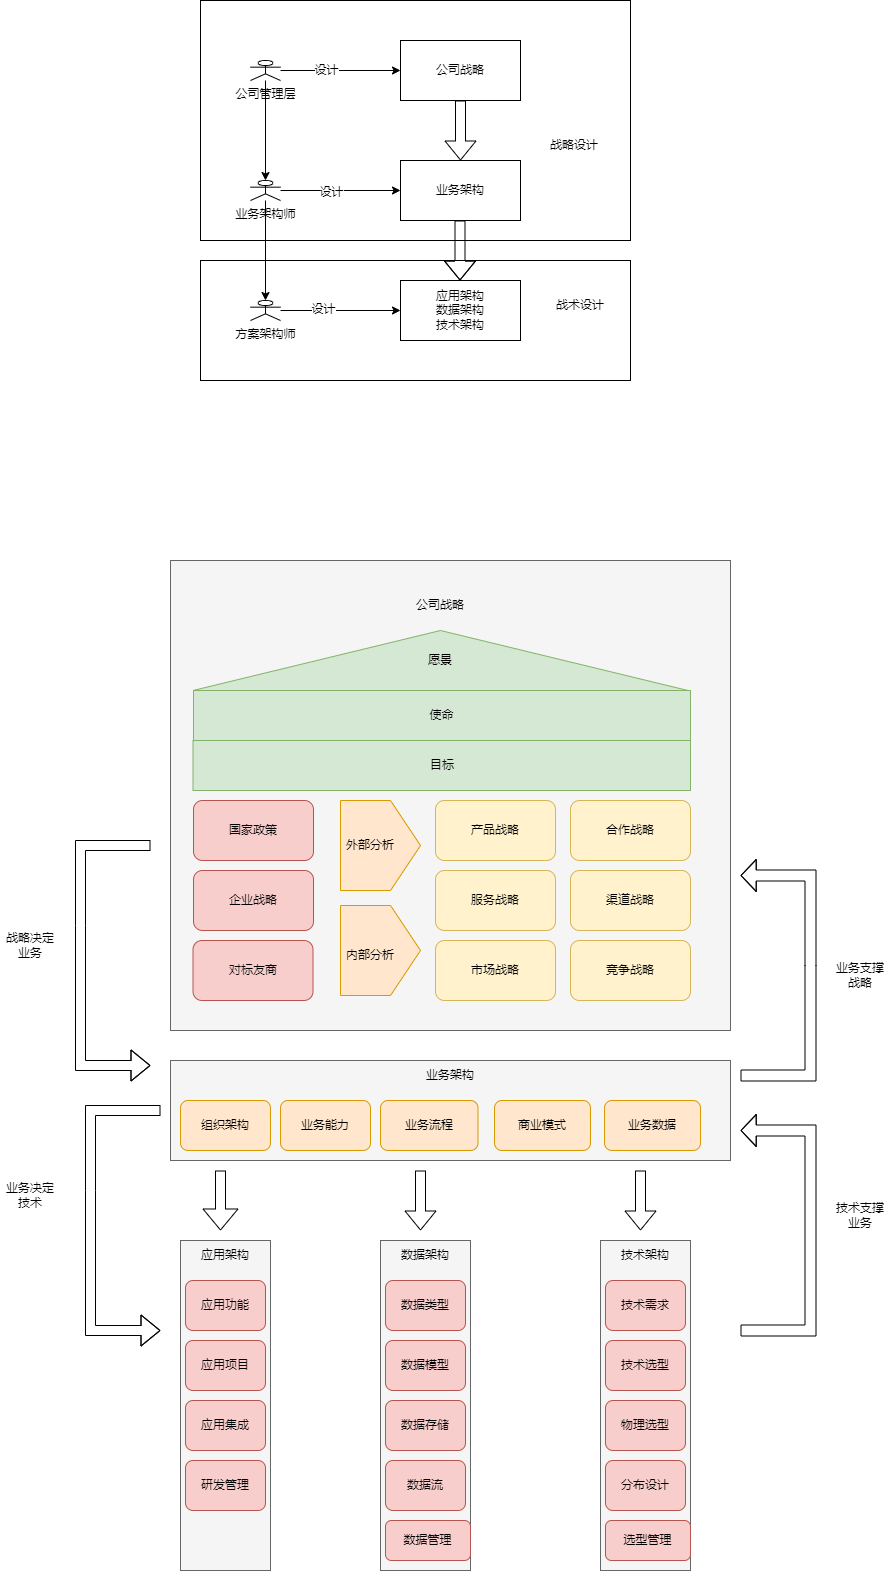 设计
公司战略
公司管理层
战略设计
设计
业务架构
业务架构师
设计
应用架构
数据架构
技术架构
战术设计
方案架构师
公司战略
愿景
使命
目标
国家政策
外部分析
产品战略
合作战略
企业战略
服务战略
渠道战略
对标友商
内部分析
市场战略
竞争战略
战略决定
业务
业务支撑
战略
业务架构
组织架构
业务能力
业务流程
商业模式
业务数据
业务决定
技术
技术支撑
业务
应用架构
应用功能
应用项目
应用集成
研发管理
数据架构
数据类型
数据模型
数据存储
数据流
数据管理
技术架构
技术需求
技术选型
物理选型
分布设计
选型管理